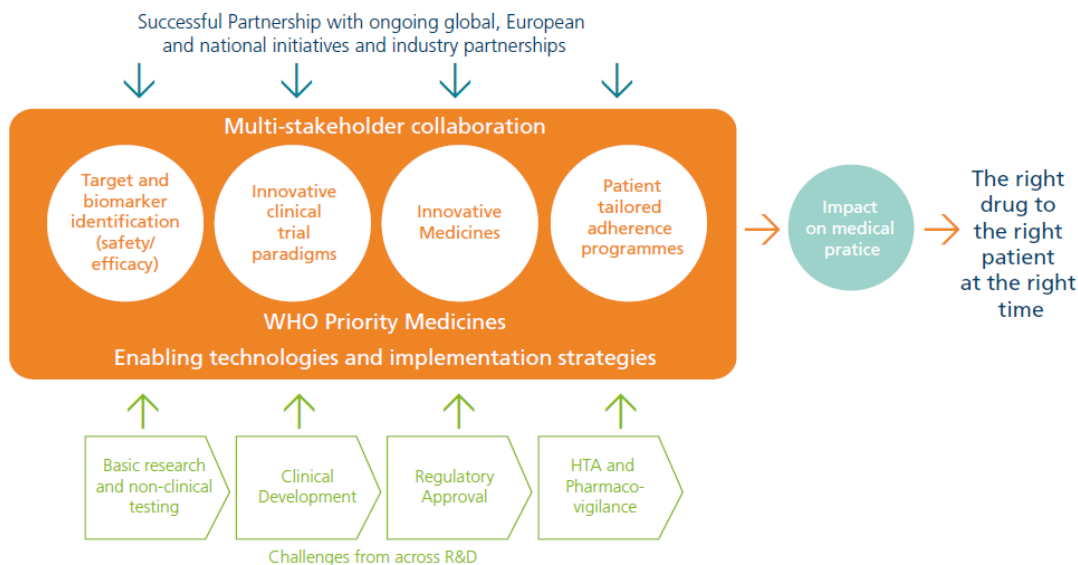 Successful Partnership with ongoing global, European
and national initiatives and industry partnerships
Multi-stakeholder collaboration
Target and
biomarker
identification
(safety/
efficacy)
Innovative
clinical
trial
paradigms
Innovative
Medicines
Patient
tailored
adherence
programmes
WHO Priority Medicines
Enabling technologies and implementation strategies
Impact
on medical
pratice
The right
drug to
the right
patient
at the right
time
Basic research
and non-clinical
testing
Clinical
Development
Regulatory
Approval
HTA and
Pharmaco-
vigilance
Challenges from across R&D